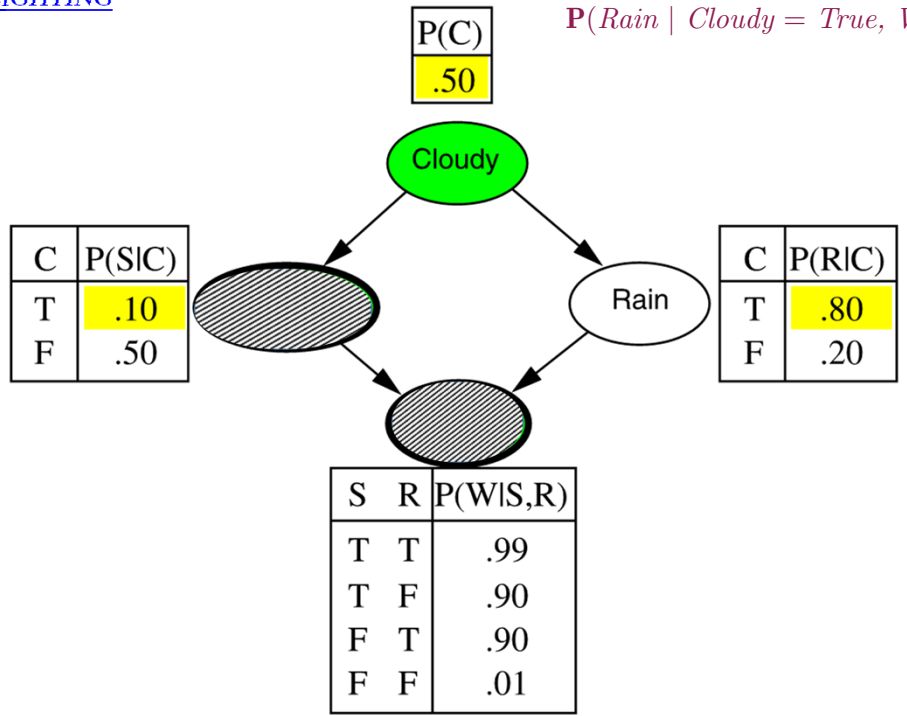 P(Rain | Cloudy = True,
P(C)
.50
Cloudy
C P(S|C)
T .10
F .50
Rain
C P(R|C)
T .80
F .20
S R P(W|S,R)
T T .99
T F .90
F T .90
F F .01